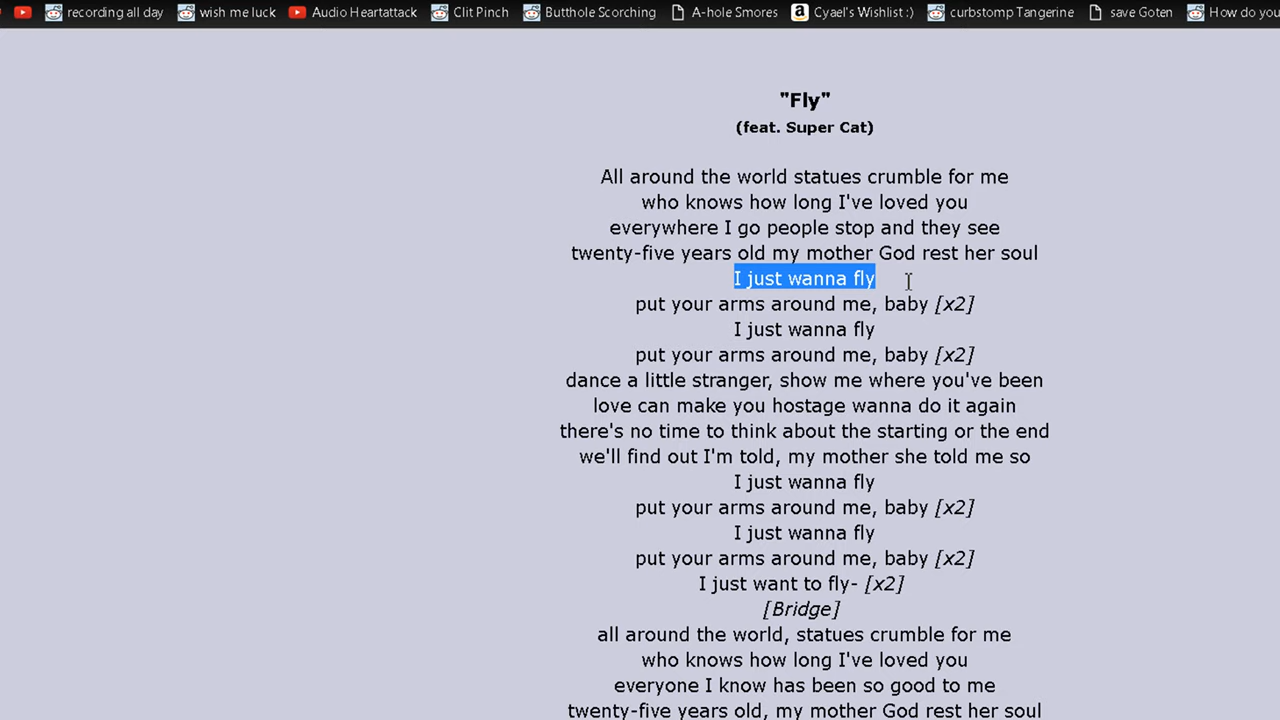 recording all day wish me luck Audio Heartattack Clit Pinch Butthole Scorching A-hole Smores Cyael's Wishlist :) curbstomp Tangerine save Goten How do you
"Fly"
(feat. Super Cat)
All around the world statues crumble for me
who knows how long I've loved you
everywhere I go people stop and they see
twenty-five years old my mother God rest her soul
I just wanna fly
put your arms around me, baby [x2]
I just wanna fly
put your arms around me, baby [x2]
dance a little stranger, show me where you've been
love can make you hostage wanna do it again
there's no time to think about the starting or the end
we'll find out I'm told, my mother she told me so
I just wanna fly
put your arms around me, baby [x2]
I just wanna fly
put your arms around me, baby [x2]
I just want to fly- [x2]
[Bridge]
all around the world, statues crumble for me
who knows how long I've loved you
everyone I know has been so good to me
twenty-five years old, my mother God rest her soul